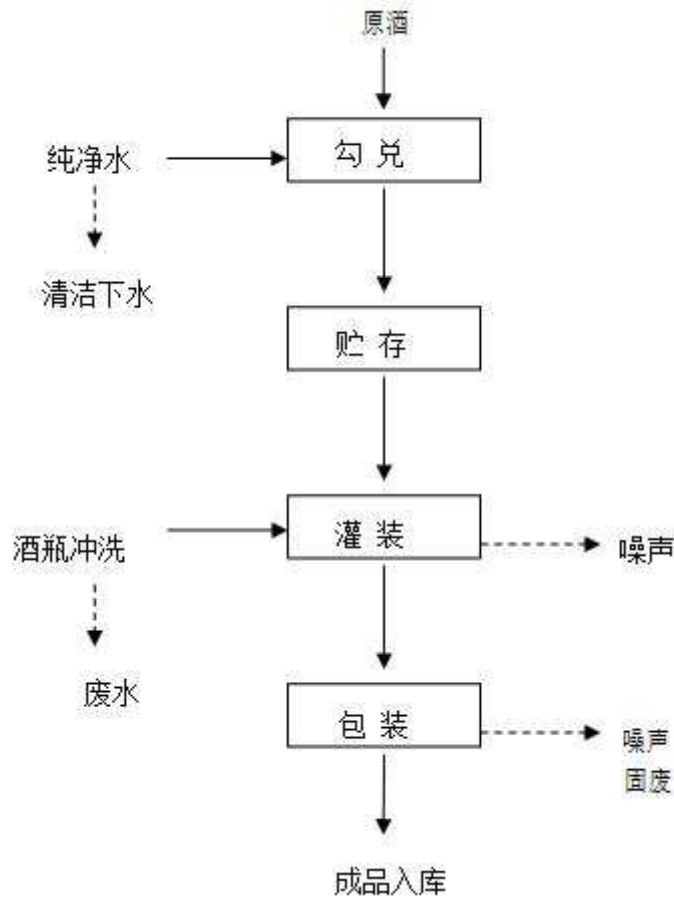 原酒
纯净水
勾 兑
清洁下水
贮 存
酒瓶冲洗
灌 装
噪声
废水
包 装
噪声
固废
成品入库